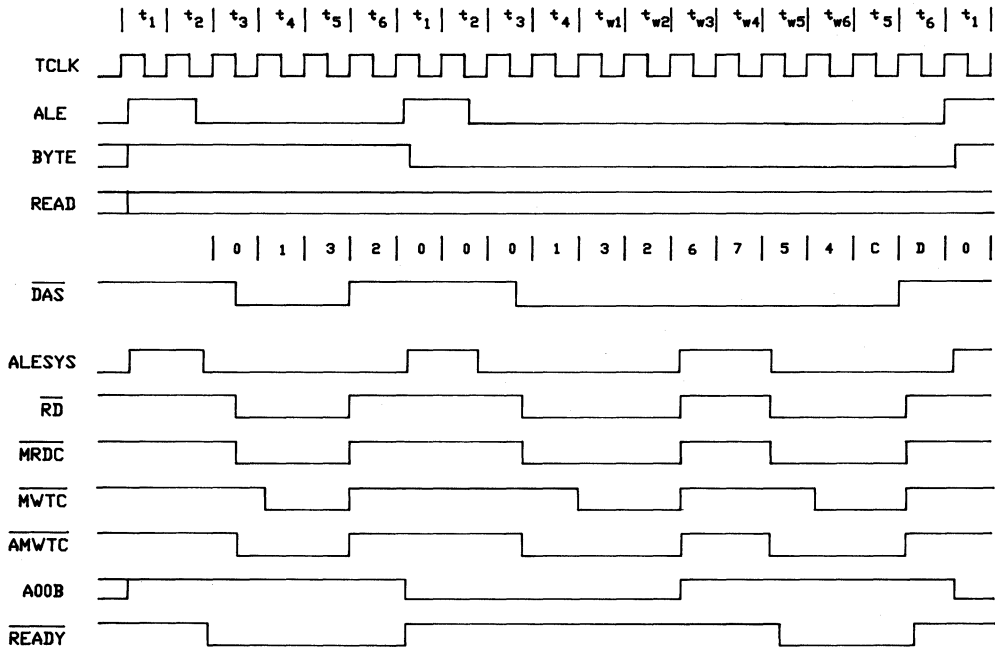 | t₁ | t₂ | t₃ | t₄ | t₅ | t₆ | t₁ | t₂ | t₃ | t₄ | tw1 | tw2 | tw3 | tw4 | tw5 | tw6 | t₅ | t₆ | t₁ |
TCLK
ALE
BYTE
READ
| 0 | 1 | 3 | 2 | 0 | 0 | 0 | 1 | 3 | 2 | 6 | 7 | 5 | 4 | C | D | 0 |
DAS
ALESYS
RD
MRDC
MWTC
AMWTC
A00B
READY